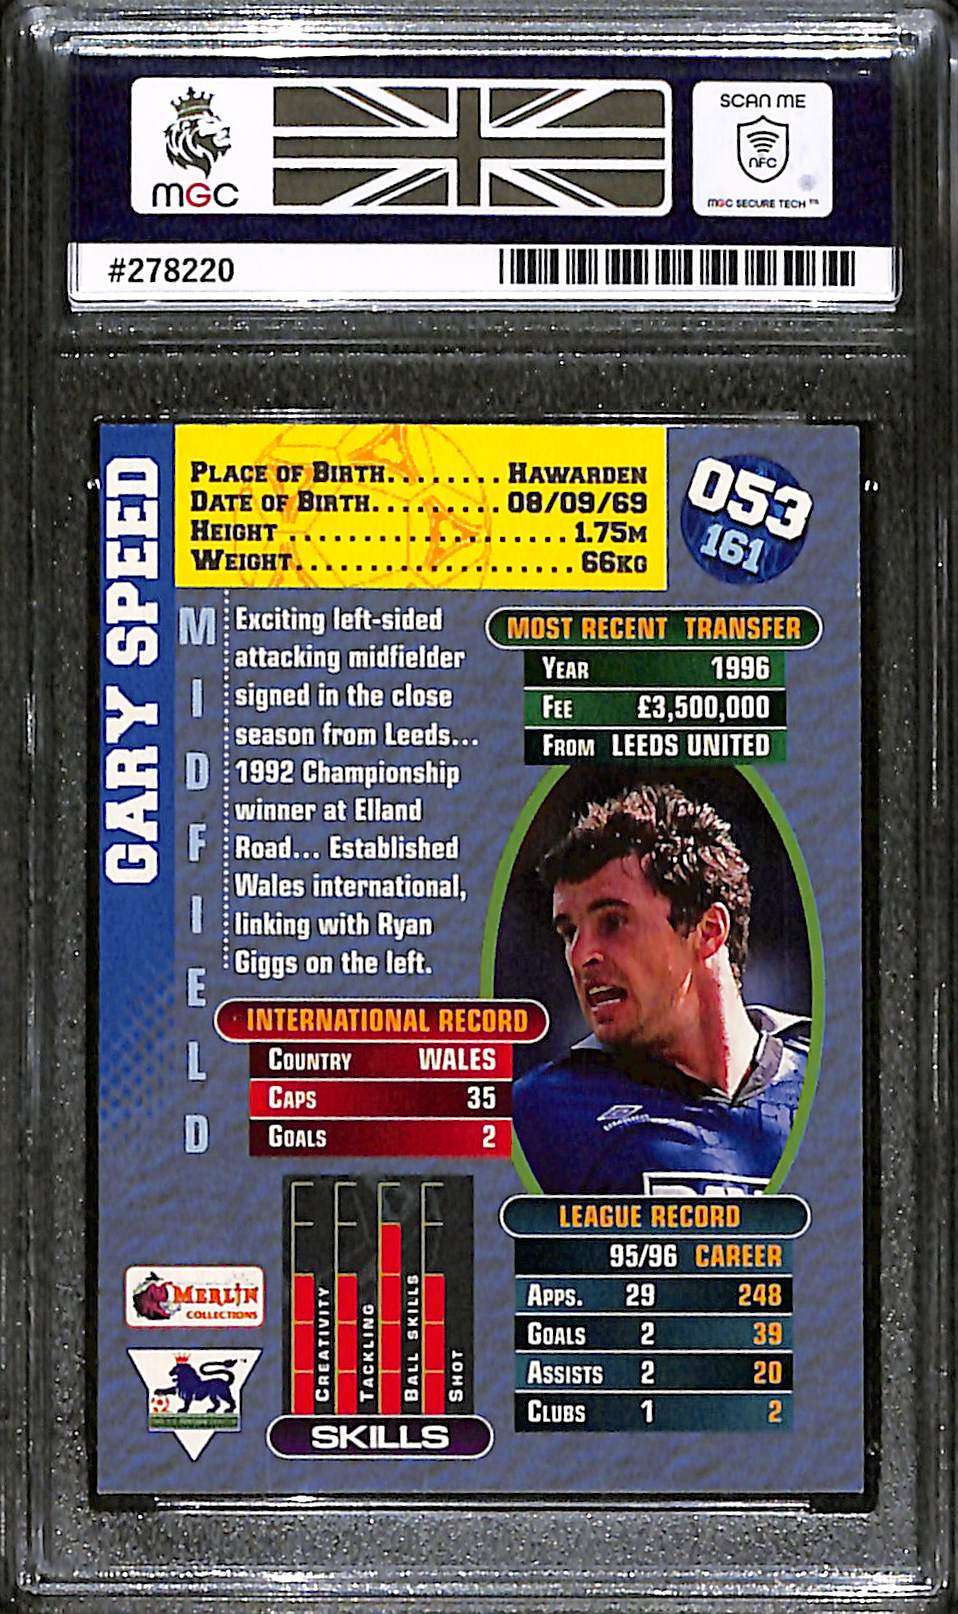 SCAN ME
NFC
MGC
MGC SECURE TECH™
#278220
GARY SPEED
PLACE OF BIRTH........HAWARDEN
DATE OF BIRTH.........08/09/69
HEIGHT...................1.75M
WEIGHT...................66KG
053
161
MIDFIELD
Exciting left-sided
attacking midfielder
signed in the close
season from Leeds...
1992 Championship
winner at Elland
Road... Established
Wales international,
linking with Ryan
Giggs on the left.
MOST RECENT TRANSFER
YEAR 1996
FEE £3,500,000
FROM LEEDS UNITED
INTERNATIONAL RECORD
COUNTRY WALES
CAPS 35
GOALS 2
CREATIVITY
TACKLING
BALL SKILLS
SHOT
SKILLS
MERLIN
COLLECTIONS
LEAGUE RECORD
95/96 CAREER
APPS. 29 248
GOALS 2 39
ASSISTS 2 20
CLUBS 1 2